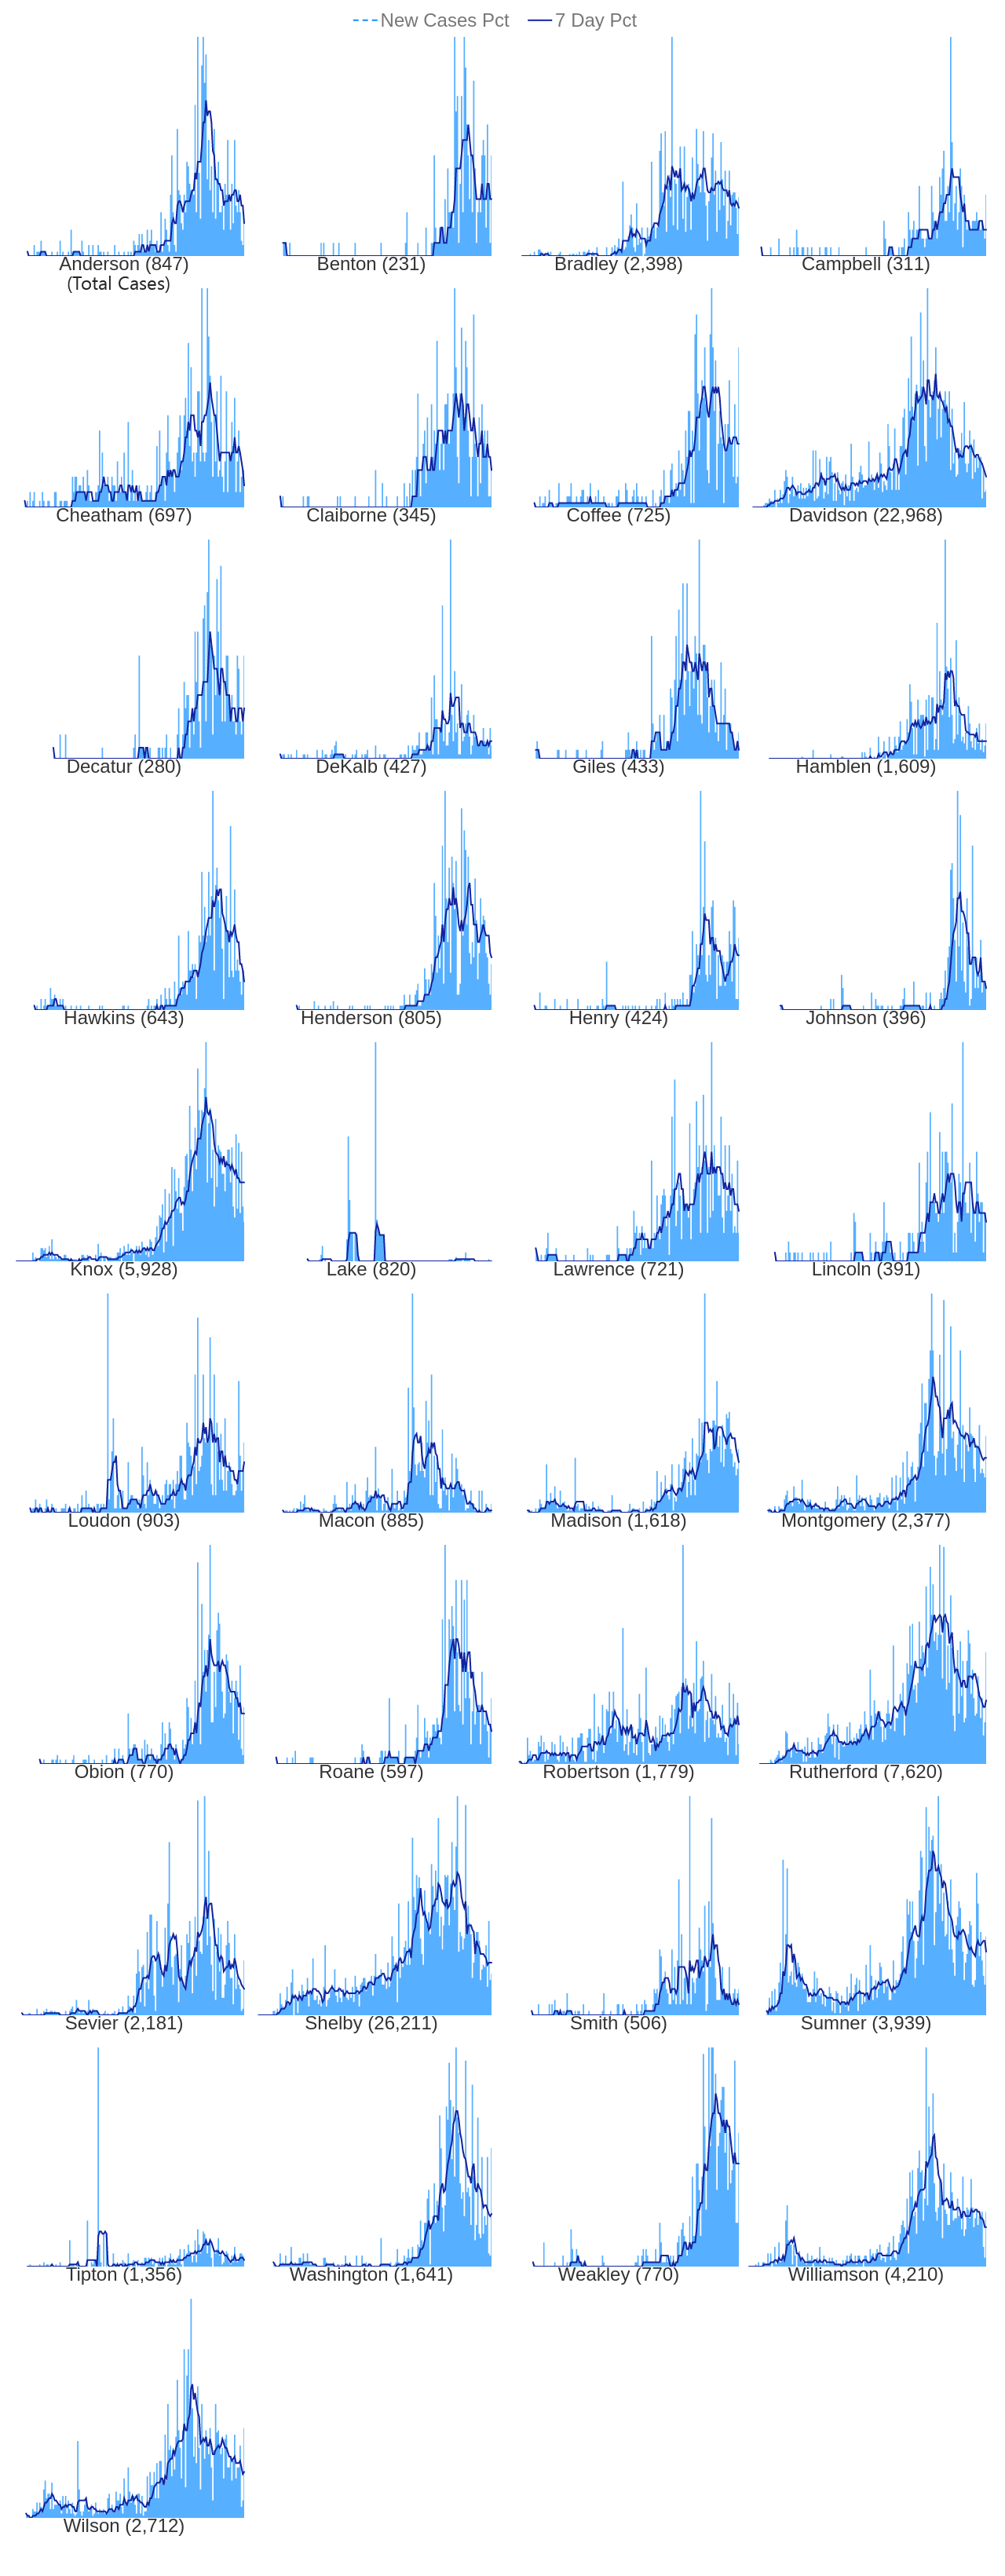 New Cases Pct 7 Day Pct
Anderson (847) Benton (231) Bradley (2,398) Campbell (311)
(Total Cases)
Cheatham (697) Claiborne (345) Coffee (725) Davidson (22,968)
Decatur (280) DeKalb (427) Giles (433) Hamblen (1,609)
Hawkins (643) Henderson (805) Henry (424) Johnson (396)
Knox (5,928) Lake (820) Lawrence (721) Lincoln (391)
Loudon (903) Macon (885) Madison (1,618) Montgomery (2,377)
Obion (770) Roane (597) Robertson (1,779) Rutherford (7,620)
Sevier (2,181) Shelby (26,211) Smith (506) Sumner (3,939)
Tipton (1,356) Washington (1,641) Weakley (770) Williamson (4,210)
Wilson (2,712)